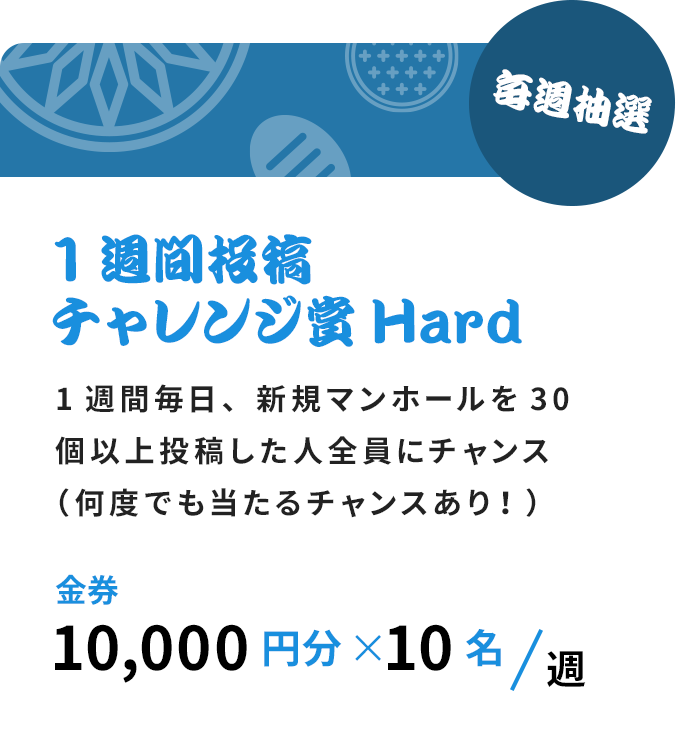 毎週抽選
1週間投稿
チャレンジ賞 Hard
1週間毎日、新規マンホールを30
個以上投稿した人全員にチャンス
（何度でも当たるチャンスあり！）
金券
10,000円分×10名／週